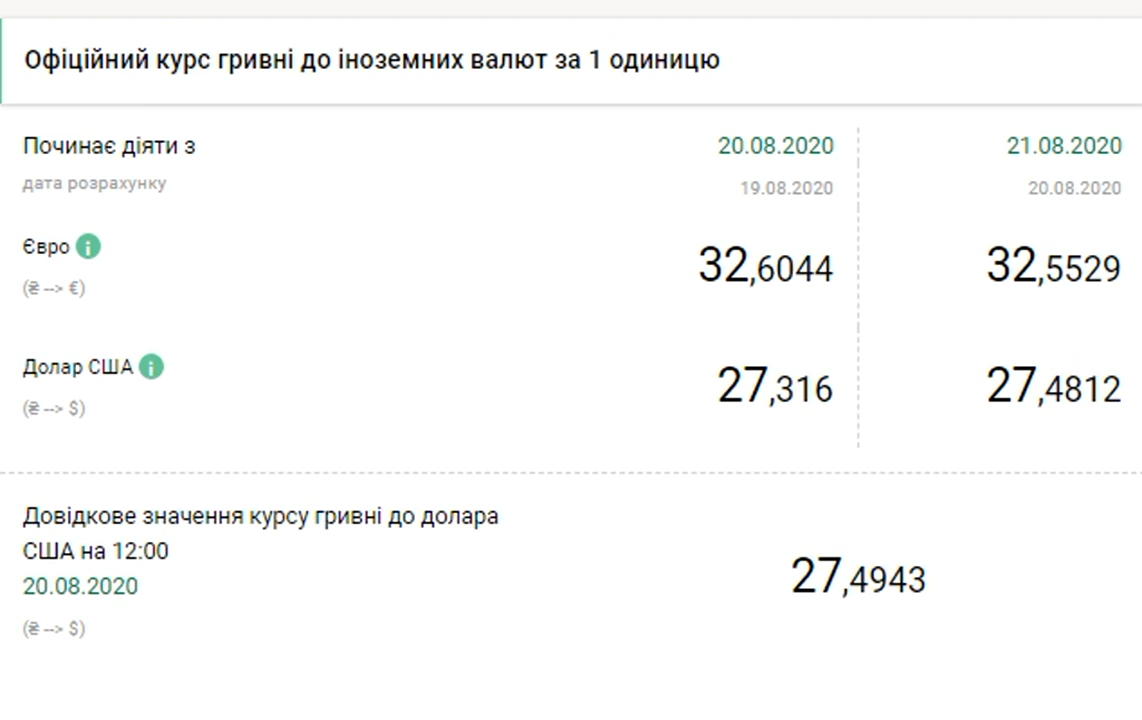 Офіційний курс гривні до іноземних валют за 1 одиницю
Починає діяти з 20.08.2020 21.08.2020
дата розрахунку 19.08.2020 20.08.2020
Євро i 32,6044 32,5529
(₴ --> €)
Долар США i 27,316 27,4812
(₴ --> $)
Довідкове значення курсу гривні до долара
США на 12:00
20.08.2020
27,4943
(₴ --> $)